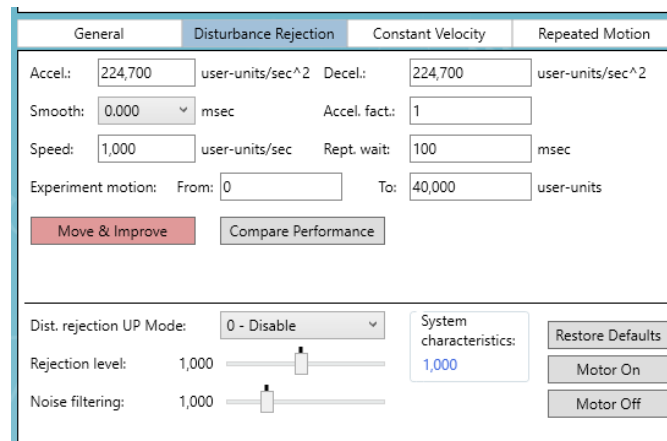 General Disturbance Rejection Constant Velocity Repeated Motion
Accel.: 224,700 user-units/sec^2 Decel.: 224,700 user-units/sec^2
Smooth: 0.000 msec Accel. fact.: 1
Speed: 1,000 user-units/sec Rept. wait: 100 msec
Experiment motion: From: 0 To: 40,000 user-units
Move & Improve Compare Performance
Dist. rejection UP Mode: 0 - Disable System
characteristics: Restore Defaults
Rejection level: 1,000 1,000 Motor On
Noise filtering: 1,000 Motor Off